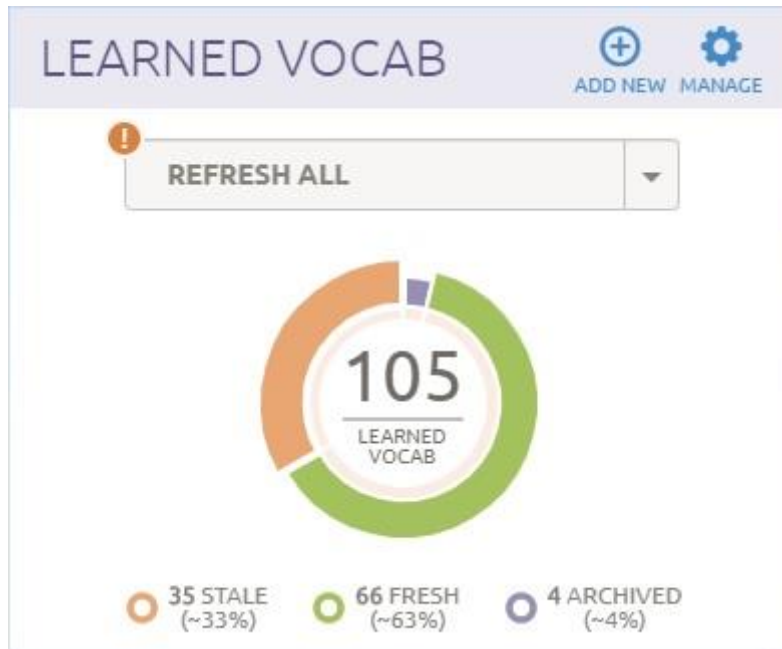 LEARNED VOCAB
ADD NEW MANAGE
!
REFRESH ALL
105
LEARNED
VOCAB
35 STALE 66 FRESH 4 ARCHIVED
(~33%) (~63%) (~4%)